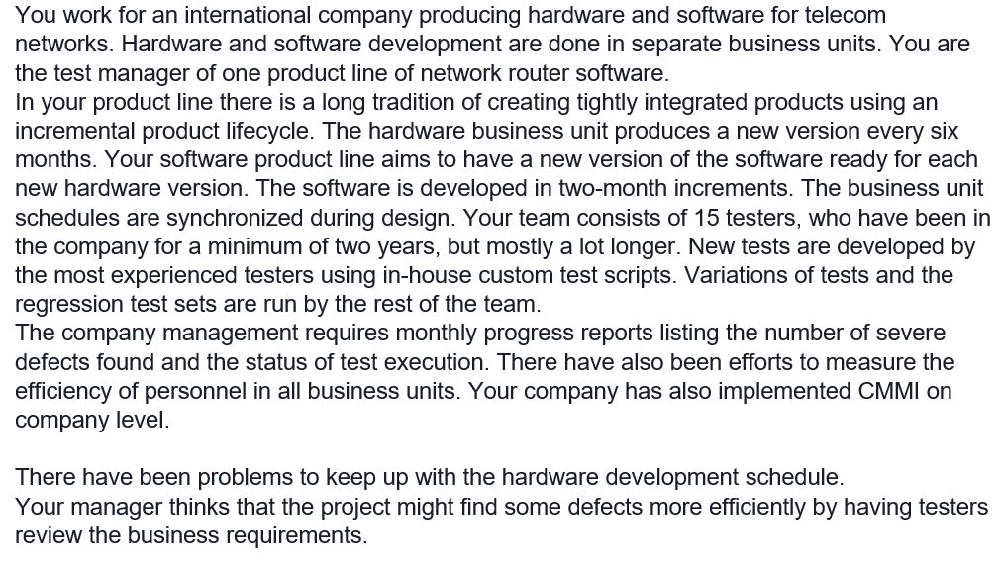 You work for an international company producing hardware and software for telecom
networks. Hardware and software development are done in separate business units. You are
the test manager of one product line of network router software.
In your product line there is a long tradition of creating tightly integrated products using an
incremental product lifecycle. The hardware business unit produces a new version every six
months. Your software product line aims to have a new version of the software ready for each
new hardware version. The software is developed in two-month increments. The business unit
schedules are synchronized during design. Your team consists of 15 testers, who have been in
the company for a minimum of two years, but mostly a lot longer. New tests are developed by
the most experienced testers using in-house custom test scripts. Variations of tests and the
regression test sets are run by the rest of the team.
The company management requires monthly progress reports listing the number of severe
defects found and the status of test execution. There have also been efforts to measure the
efficiency of personnel in all business units. Your company has also implemented CMMI on
company level.
There have been problems to keep up with the hardware development schedule.
Your manager thinks that the project might find some defects more efficiently by having testers
review the business requirements.